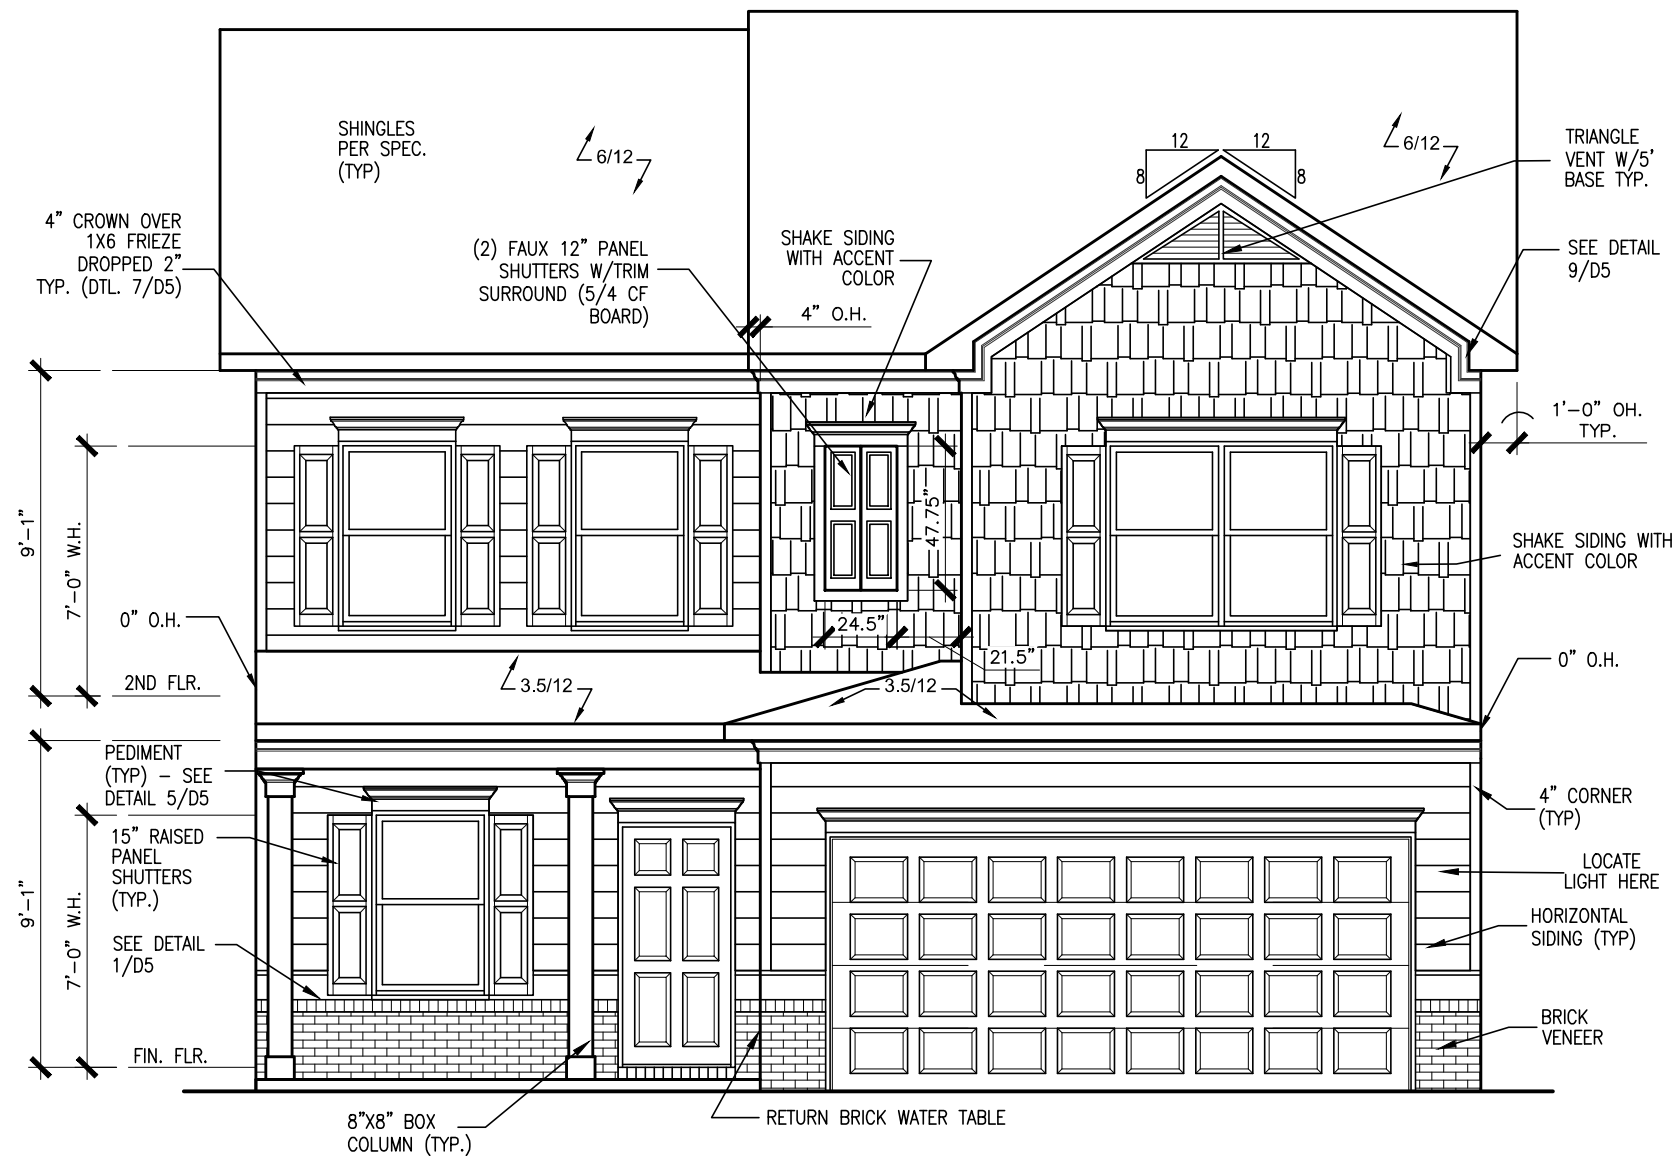 SHINGLES
PER SPEC.
(TYP)
6/12
12
12
8
8
6/12
TRIANGLE
VENT W/5'
BASE TYP.
4" CROWN OVER
1X6 FRIEZE
DROPPED 2"
TYP. (DTL. 7/D5)
(2) FAUX 12" PANEL
SHUTTERS W/TRIM
SURROUND (5/4 CF
BOARD)
SHAKE SIDING
WITH ACCENT
COLOR
4" O.H.
SEE DETAIL
9/D5
1'-0" OH.
TYP.
9'-1"
7'-0" W.H.
47.75"
24.5"
21.5"
SHAKE SIDING WITH
ACCENT COLOR
0" O.H.
2ND FLR.
3.5/12
3.5/12
0" O.H.
PEDIMENT
(TYP) - SEE
DETAIL 5/D5
15" RAISED
PANEL
SHUTTERS
(TYP.)
9'-1"
7'-0" W.H.
SEE DETAIL
1/D5
FIN. FLR.
4" CORNER
(TYP)
LOCATE
LIGHT HERE
HORIZONTAL
SIDING (TYP)
BRICK
VENEER
8"X8" BOX
COLUMN (TYP.)
RETURN BRICK WATER TABLE